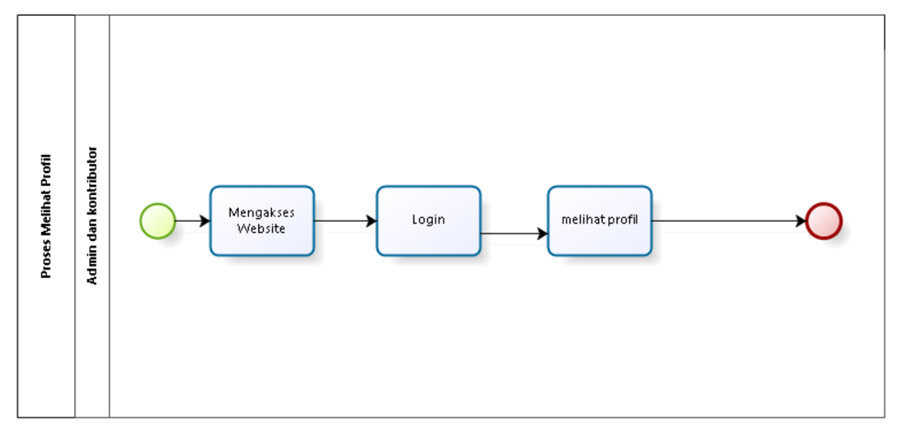 Proses Melihat Profil
Admin dan kontributor
Mengakses
Website
Login
melihat profil